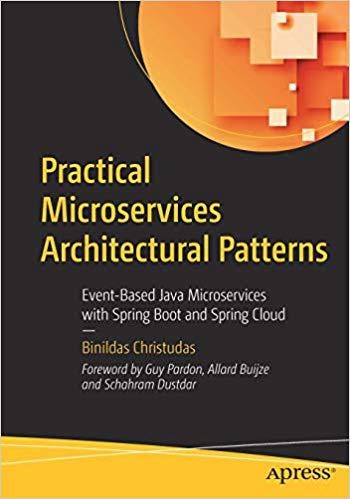 Practical
Microservices
Architectural Patterns
Event-Based Java Microservices
with Spring Boot and Spring Cloud
—
Binildas Christudas
Foreword by Guy Pardon, Allard Buijze
and Schahram Dustdar
Apress®